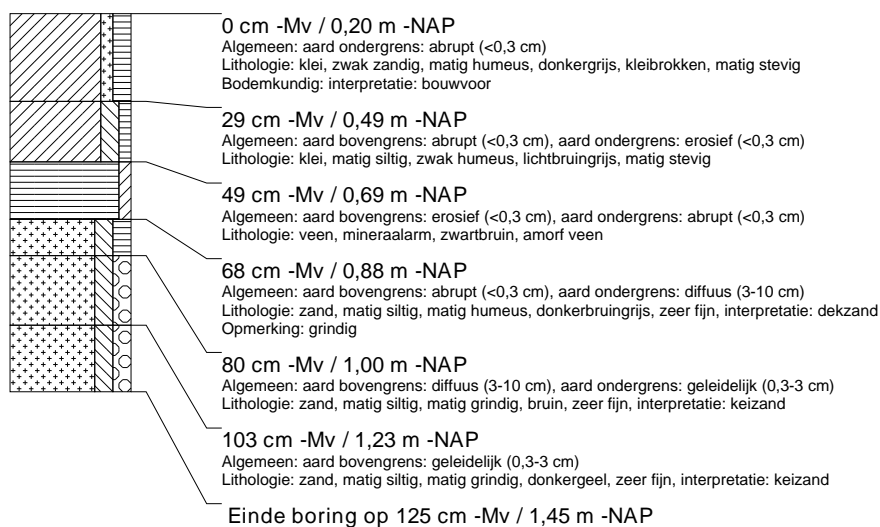 0 cm -Mv / 0,20 m -NAP
Algemeen: aard ondergrens: abrupt (<0,3 cm)
Lithologie: klei, zwak zandig, matig humeus, donkergrijs, kleibrokken, matig stevig
Bodemkundig: interpretatie: bouwvoor
29 cm -Mv / 0,49 m -NAP
Algemeen: aard bovengrens: abrupt (<0,3 cm), aard ondergrens: erosief (<0,3 cm)
Lithologie: klei, matig siltig, zwak humeus, lichtbruingrijs, matig stevig
49 cm -Mv / 0,69 m -NAP
Algemeen: aard bovengrens: erosief (<0,3 cm), aard ondergrens: abrupt (<0,3 cm)
Lithologie: veen, mineraalarm, zwartbruin, amorf veen
68 cm -Mv / 0,88 m -NAP
Algemeen: aard bovengrens: abrupt (<0,3 cm), aard ondergrens: diffuus (3-10 cm)
Lithologie: zand, matig siltig, matig humeus, donkerbruingrijs, zeer fijn, interpretatie: dekzand
Opmerking: grindig
80 cm -Mv / 1,00 m -NAP
Algemeen: aard bovengrens: diffuus (3-10 cm), aard ondergrens: geleidelijk (0,3-3 cm)
Lithologie: zand, matig siltig, matig grindig, bruin, zeer fijn, interpretatie: keizand
103 cm -Mv / 1,23 m -NAP
Algemeen: aard bovengrens: geleidelijk (0,3-3 cm)
Lithologie: zand, matig siltig, matig grindig, donkergeel, zeer fijn, interpretatie: keizand
Einde boring op 125 cm -Mv / 1,45 m -NAP